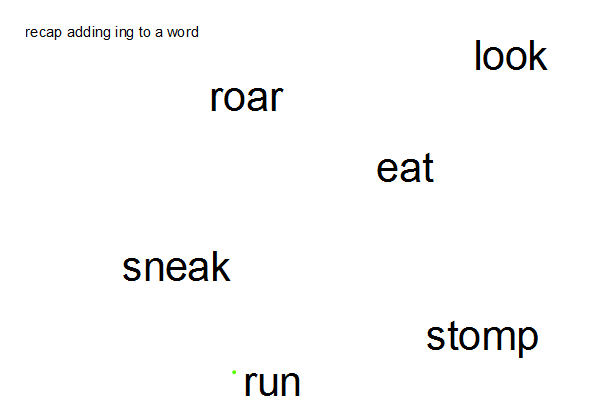 recap adding ing to a word
look
roar
eat
sneak
stomp
run